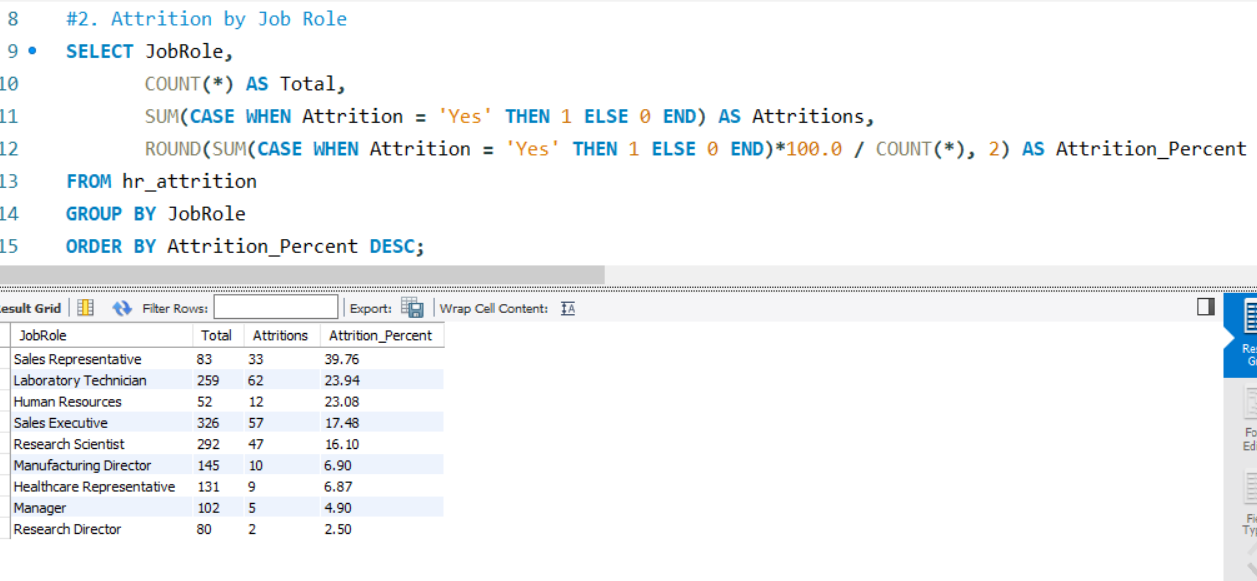 8 #2. Attrition by Job Role
9 SELECT JobRole,
10 COUNT(*) AS Total,
11 SUM(CASE WHEN Attrition = 'Yes' THEN 1 ELSE 0 END) AS Attritions,
12 ROUND(SUM(CASE WHEN Attrition = 'Yes' THEN 1 ELSE 0 END)*100.0 / COUNT(*), 2) AS Attrition_Percent
13 FROM hr_attrition
14 GROUP BY JobRole
15 ORDER BY Attrition_Percent DESC;
Result Grid Filter Rows: Export: Wrap Cell Content:
JobRole Total Attritions Attrition_Percent
Sales Representative 83 33 39.76
Laboratory Technician 259 62 23.94
Human Resources 52 12 23.08
Sales Executive 326 57 17.48
Research Scientist 292 47 16.10
Manufacturing Director 145 10 6.90
Healthcare Representative 131 9 6.87
Manager 102 5 4.90
Research Director 80 2 2.50